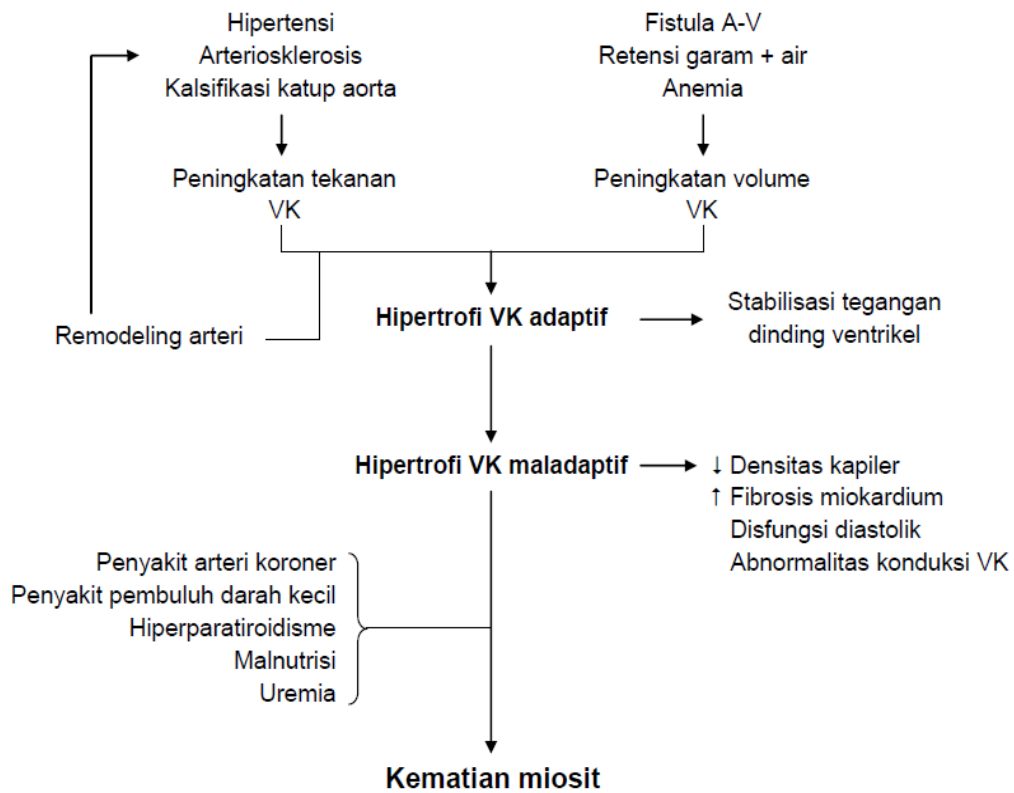 Hipertensi
Arteriosklerosis
Kalsifikasi katup aorta
Fistula A-V
Retensi garam + air
Anemia
Peningkatan tekanan
VK
Peningkatan volume
VK
Remodeling arteri
Hipertrofi VK adaptif
Stabilisasi tegangan
dinding ventrikel
Hipertrofi VK maladaptif
↓ Densitas kapiler
↑ Fibrosis miokardium
Disfungsi diastolik
Abnormalitas konduksi VK
Penyakit arteri koroner
Penyakit pembuluh darah kecil
Hiperparatiroidisme
Malnutrisi
Uremia
Kematian miosit